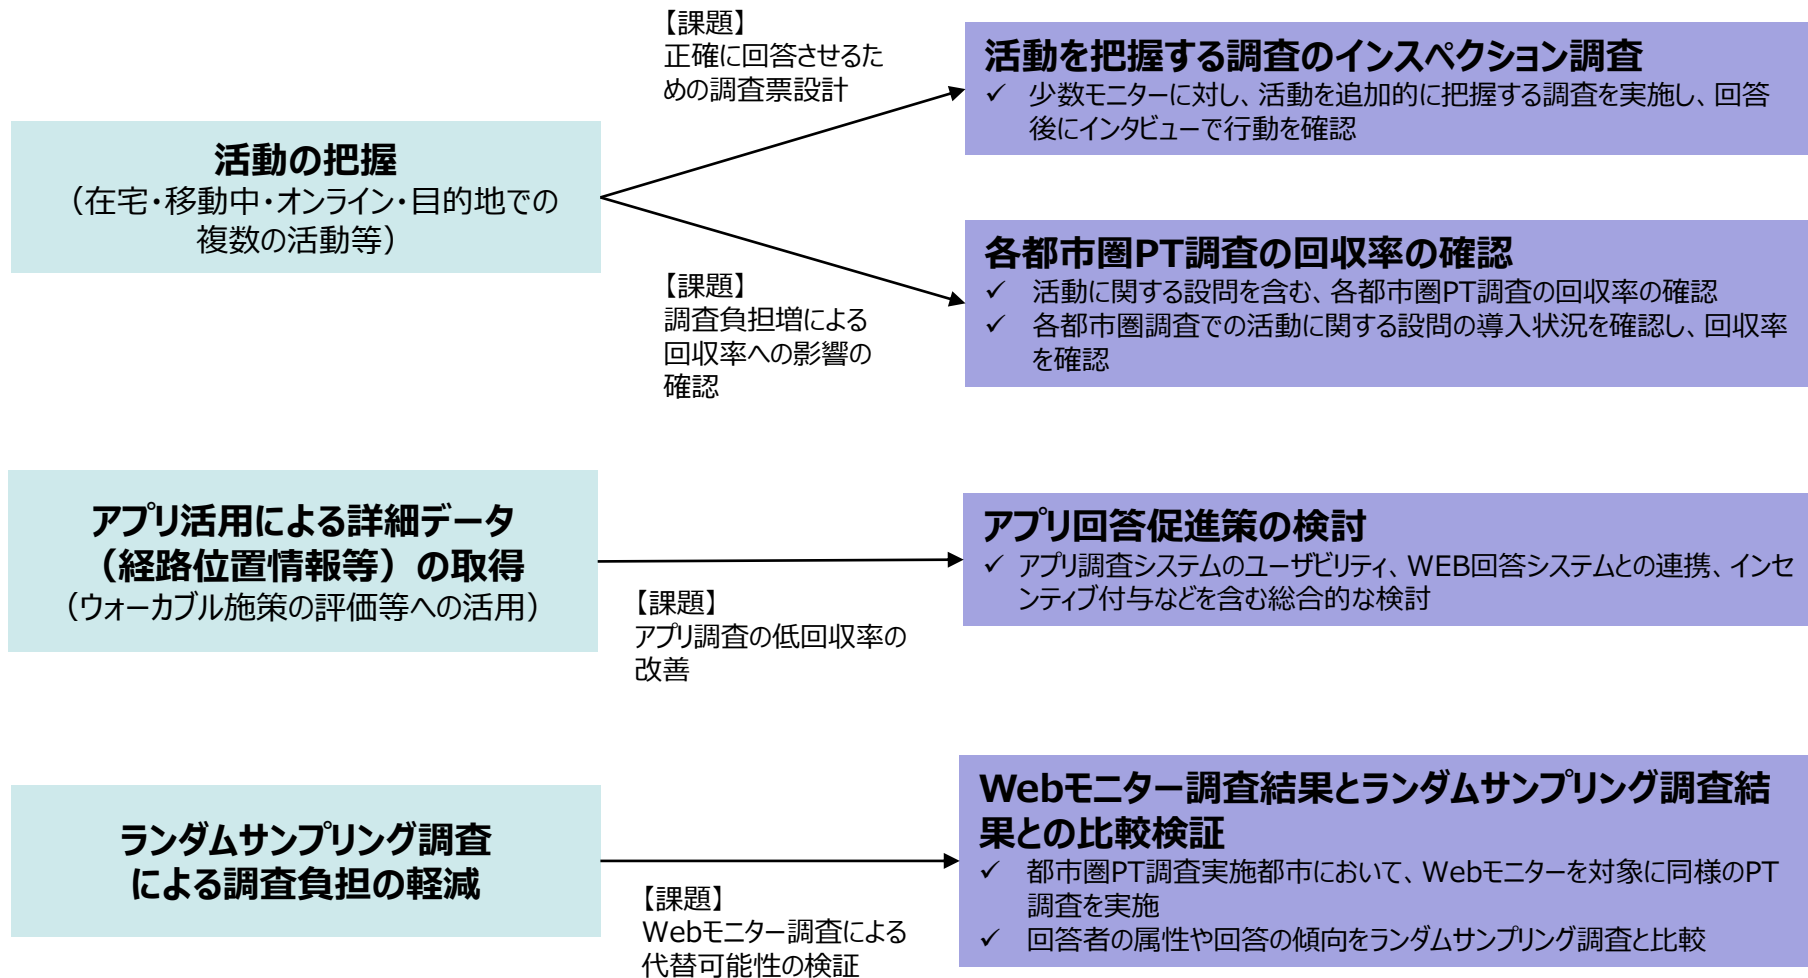 活動の把握
（在宅・移動中・オンライン・目的地での
複数の活動等）
【課題】
正確に回答させるた
めの調査票設計
活動を把握する調査のインスペクション調査
✓ 少数モニターに対し、活動を追加的に把握する調査を実施し、回答
後にインタビューで行動を確認
【課題】
調査負担増による
回収率への影響の
確認
各都市圏PT調査の回収率の確認
✓ 活動に関する設問を含む、各都市圏PT調査の回収率の確認
✓ 各都市圏調査での活動に関する設問の導入状況を確認し、回収率
を確認
アプリ活用による詳細データ
（経路位置情報等）の取得
（ウォーカブル施策の評価等への活用）
【課題】
アプリ調査の低回収率の
改善
アプリ回答促進策の検討
✓ アプリ調査システムのユーザビリティ、WEB回答システムとの連携、インセ
ンティブ付与などを含む総合的な検討
ランダムサンプリング調査
による調査負担の軽減
【課題】
Webモニター調査による
代替可能性の検証
Webモニター調査結果とランダムサンプリング調査結
果との比較検証
✓ 都市圏PT調査実施都市において、Webモニターを対象に同様のPT
調査を実施
✓ 回答者の属性や回答の傾向をランダムサンプリング調査と比較